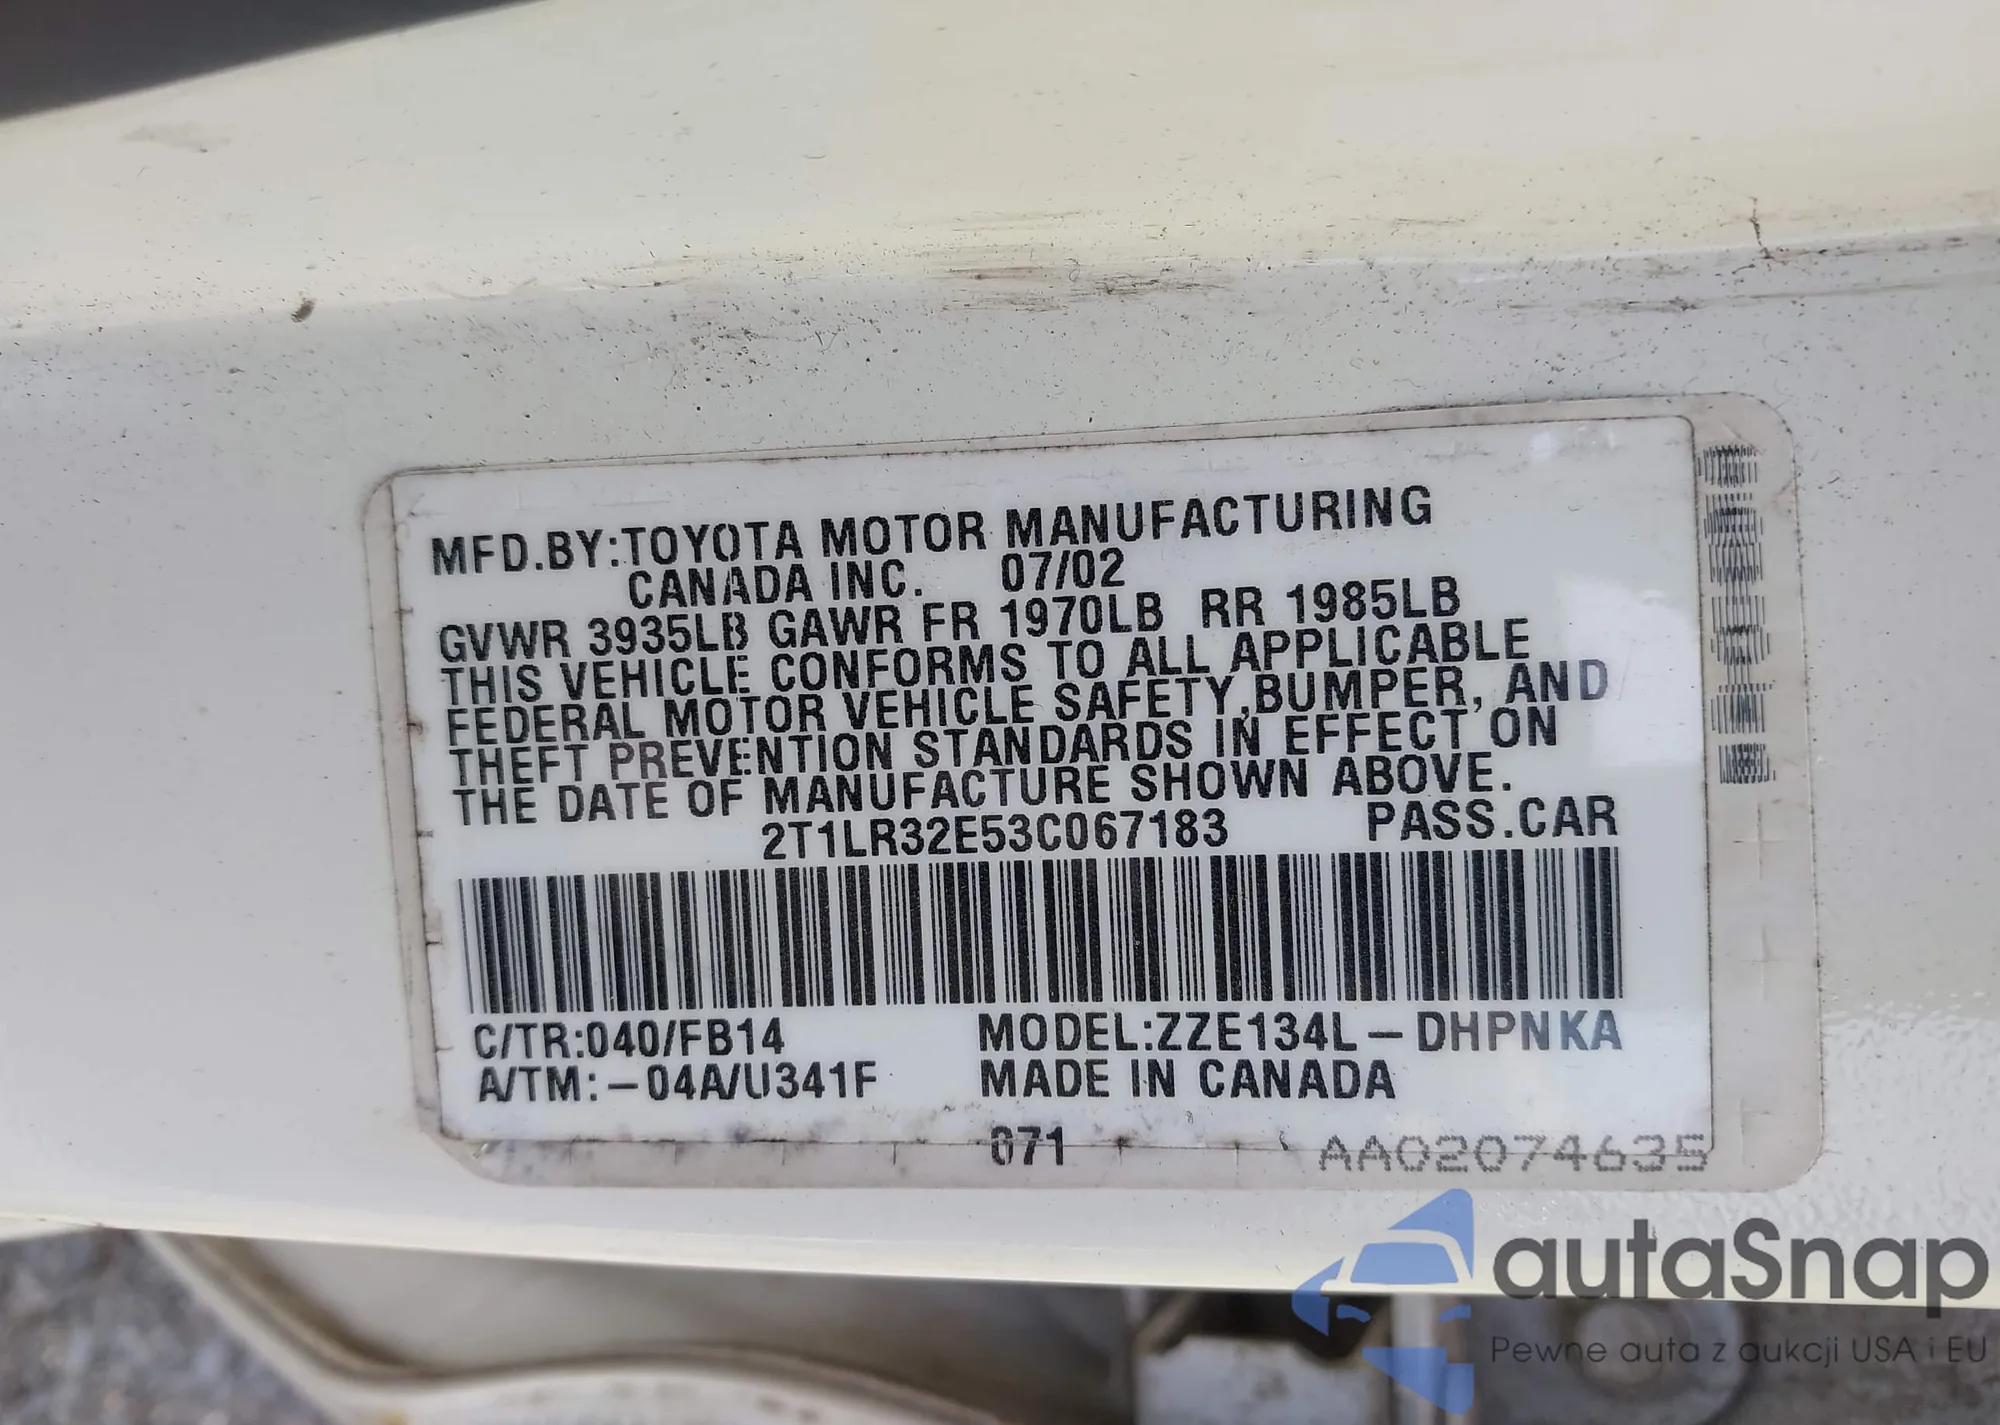 MFD.BY:TOYOTA MOTOR MANUFACTURING
CANADA INC. 07/02
GVWR 3935LB GAWR FR 1970LB RR 1985LB
THIS VEHICLE CONFORMS TO ALL APPLICABLE
FEDERAL MOTOR VEHICLE SAFETY,BUMPER, AND
THEFT PREVENTION STANDARDS IN EFFECT ON
THE DATE OF MANUFACTURE SHOWN ABOVE.
2T1LR32E53C067183 PASS.CAR
C/TR:040/FB14 MODEL:ZZE134L-DHPNKA
A/TM:-04A/U341F MADE IN CANADA
671 AA02074635
autaSnap
Pewne auta z aukcji USA i EU